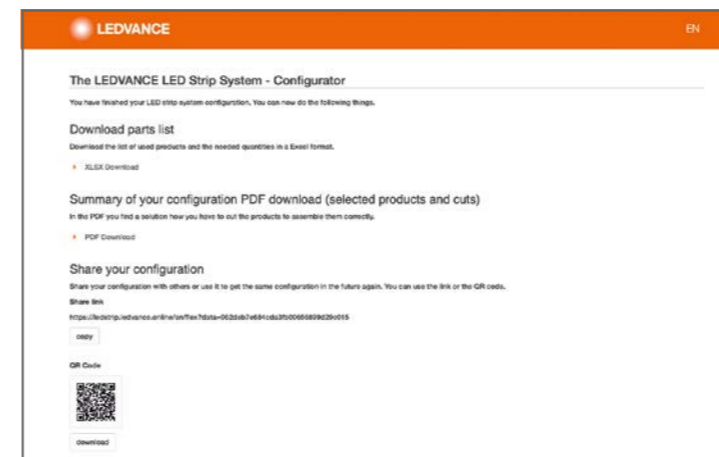 LEDVANCE
EN
The LEDVANCE LED Strip System - Configurator
You have finished your LED strip system configuration. You can now do the following things.
Download parts list
Download the list of used products and the needed quantities in a Excel format.
XLSX Download
Summary of your configuration PDF download (selected products and cuts)
In the PDF you find a solution how you have to cut the products to assemble them correctly.
PDF Download
Share your configuration
Share your configuration with others or use it to get the same configuration in the future again. You can use the link or the QR code.
Share link
copy
QR Code
download